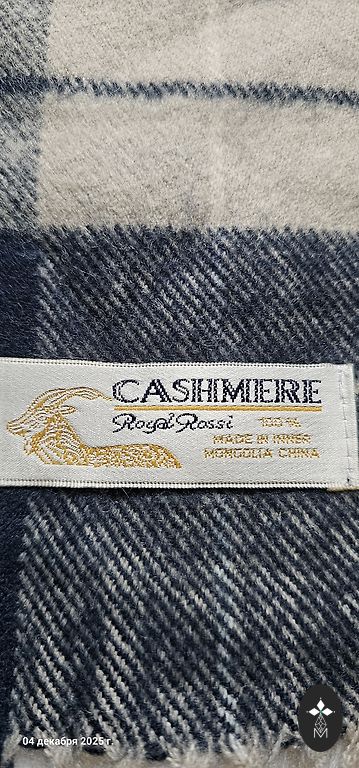 CASHMERE
Royal Rossi
100%
MADE IN INNER
MONGOLIA CHINA
M
04 декабря 2025 г.